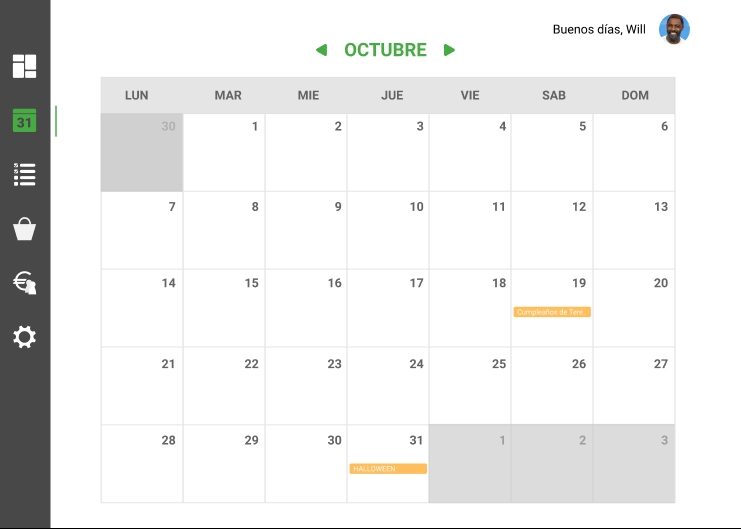 Buenos días, Will
OCTUBRE
31
LUN MAR MIE JUE VIE SAB DOM
30 1 2 3 4 5 6
7 8 9 10 11 12 13
14 15 16 17 18 19 20
Cumpleaños de Teré
21 22 23 24 25 26 27
28 29 30 31 1 2 3
HALLOWEEN